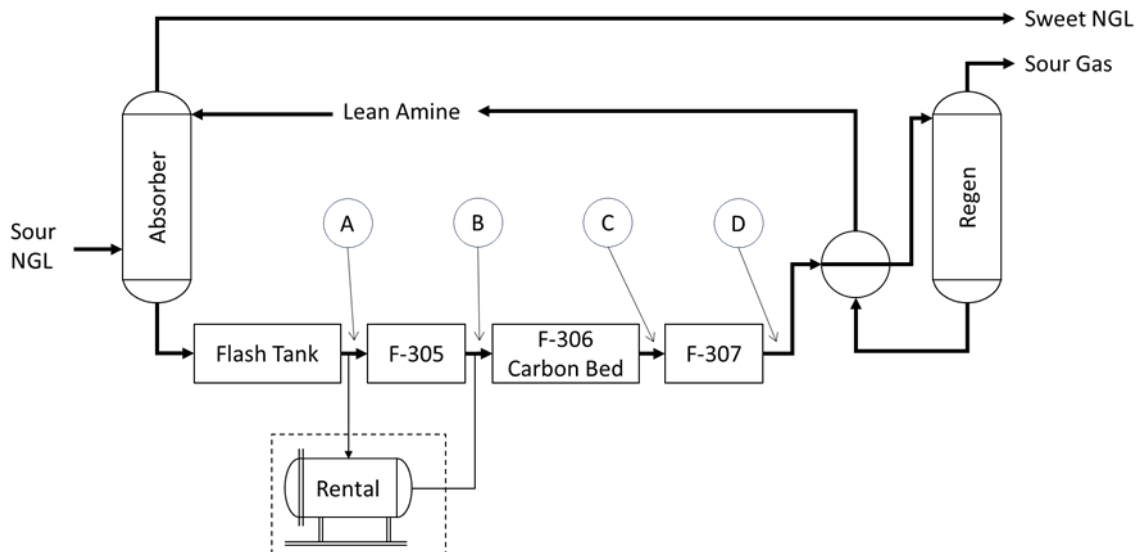 Sweet NGL
Sour Gas
Lean Amine
Absorber
Regen
A
B
C
D
Sour
NGL
Flash Tank
F-305
F-306
Carbon Bed
F-307
Rental